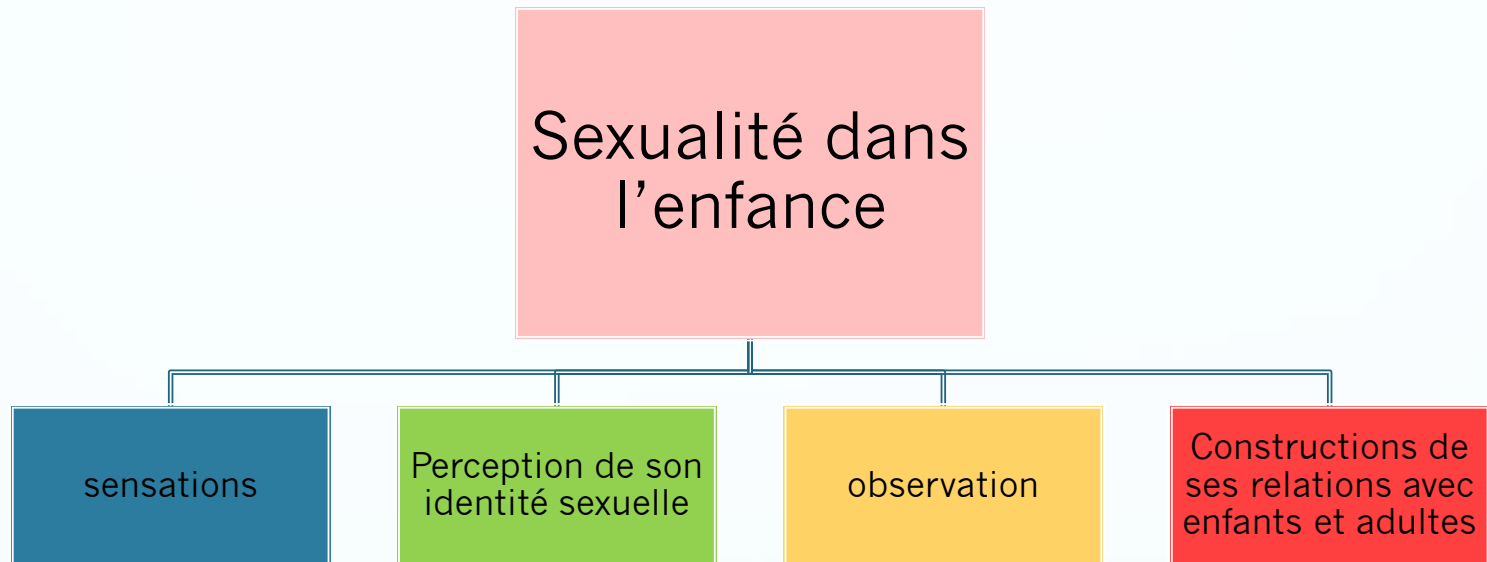 Sexualité dans
l’enfance
sensations
Perception de son
identité sexuelle
observation
Constructions de
ses relations avec
enfants et adultes